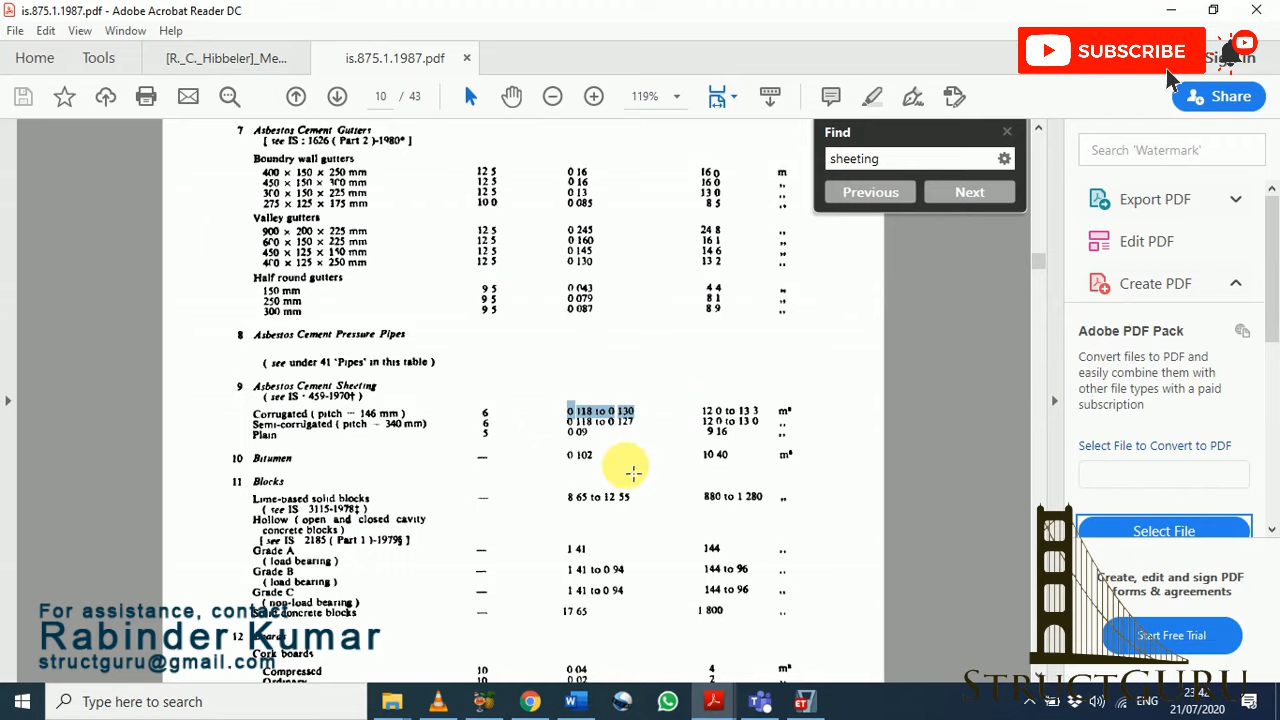 is.875.1.1987.pdf - Adobe Acrobat Reader DC
File Edit View Window Help
Home Tools [R._C._Hibbeler]_Me... is.875.1.1987.pdf × Sign In
SUBSCRIBE
10 / 43 119% Share
Find
sheeting
Previous Next
Search 'Watermark'
Export PDF
Edit PDF
Create PDF
Adobe PDF Pack
Convert files to PDF and
easily combine them with
other file types with a paid
subscription
Select File to Convert to PDF
Select File
Create, edit and sign PDF
forms & agreements
Start Free Trial
7 Asbestos Cement Gutters
[ see IS : 1626 ( Part 2 )-1980* ]
Boundry wall gutters
400 × 150 × 250 mm 12 5 0 16 16 0 m
450 × 150 × 300 mm 12 5 0 16 16 0 ,,
300 × 150 × 225 mm 12 5 0 13 13 0 ,,
275 × 125 × 175 mm 10 0 0 085 8 5 ,,
Valley gutters
900 × 200 × 225 mm 12 5 0 245 24 8 ,,
600 × 150 × 225 mm 12 5 0 160 16 1 ,,
450 × 125 × 150 mm 12 5 0 145 14 6 ,,
400 × 125 × 250 mm 12 5 0 130 13 2 ,,
Half round gutters
150 mm 9 5 0 043 4 4 ,,
250 mm 9 5 0 079 8 1 ,,
300 mm 9 5 0 087 8 9 ,,
8 Asbestos Cement Pressure Pipes
( see under 41 'Pipes' in this table )
9 Asbestos Cement Sheeting
( see IS · 459-1970† )
Corrugated ( pitch — 146 mm ) 6 0 118 to 0 130 12 0 to 13 3 m²
Semi-corrugated ( pitch — 340 mm ) 6 0 118 to 0 127 12 0 to 13 0 ,,
Plain 5 0 09 9 16 ,,
10 Bitumen — 0 102 10 40 m²
11 Blocks
Lime-based solid blocks — 8 65 to 12 55 880 to 1 280 ,,
( see IS 3115-1978‡ )
Hollow ( open and closed cavity
concrete blocks )
[ see IS 2185 ( Part 1 )-1979§ ]
Grade A — 1 41 144 ,,
( load bearing )
Grade B — 1 41 to 0 94 144 to 96 ,,
( load bearing )
Grade C — 1 41 to 0 94 144 to 96 ,,
( non-load bearing )
Solid concrete blocks — 17 65 1 800 ,,
12 Boards
Cork boards
Compressed 10 0 04 4 m²
Ordinary 10 0 02 2 ,,
For assistance, contact
Rabinder Kumar
structguru@gmail.com
STRUCTGURU
Type here to search
ENG
23:42
21/07/2020